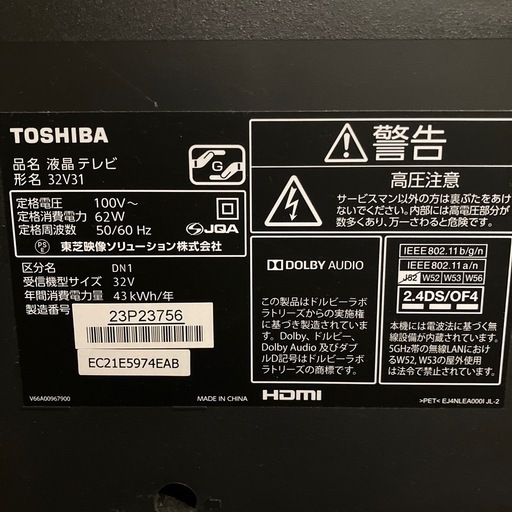 TOSHIBA
品名 液晶テレビ
形名 32V31
G
定格電圧 100V~
定格消費電力 62W
定格周波数 50/60 Hz
JQA
PS
E
東芝映像ソリューション株式会社
区分名 DN1
受信機型サイズ 32V
年間消費電力量 43 kWh/年
製造番号
23P23756
EC21E5974EAB
V66A00967900
MADE IN CHINA
警告
高圧注意
サービスマン以外の方は裏ぶたをあけ
ないでください。内部には高電圧部分が
数多くあり、万一さわると危険です。
DOLBY AUDIO
この製品はドルビーラボ
ラトリーズからの実施権
に基づき製造されていま
す。Dolby、ドルビー、
Dolby Audio 及びダブ
ルD記号はドルビーラボ
ラトリーズの商標です。
HDMI
IEEE802.11b/g/n
IEEE802.11a/n
J52 W52 W53 W56
2.4DS/OF4
本機には電波法に基づく無
線設備が内蔵されています。
5GHz帯の無線LANにおけ
るW52、W53の屋外使用
は法令で禁止されています。
>PET< EJ4NLEA000I JL-2